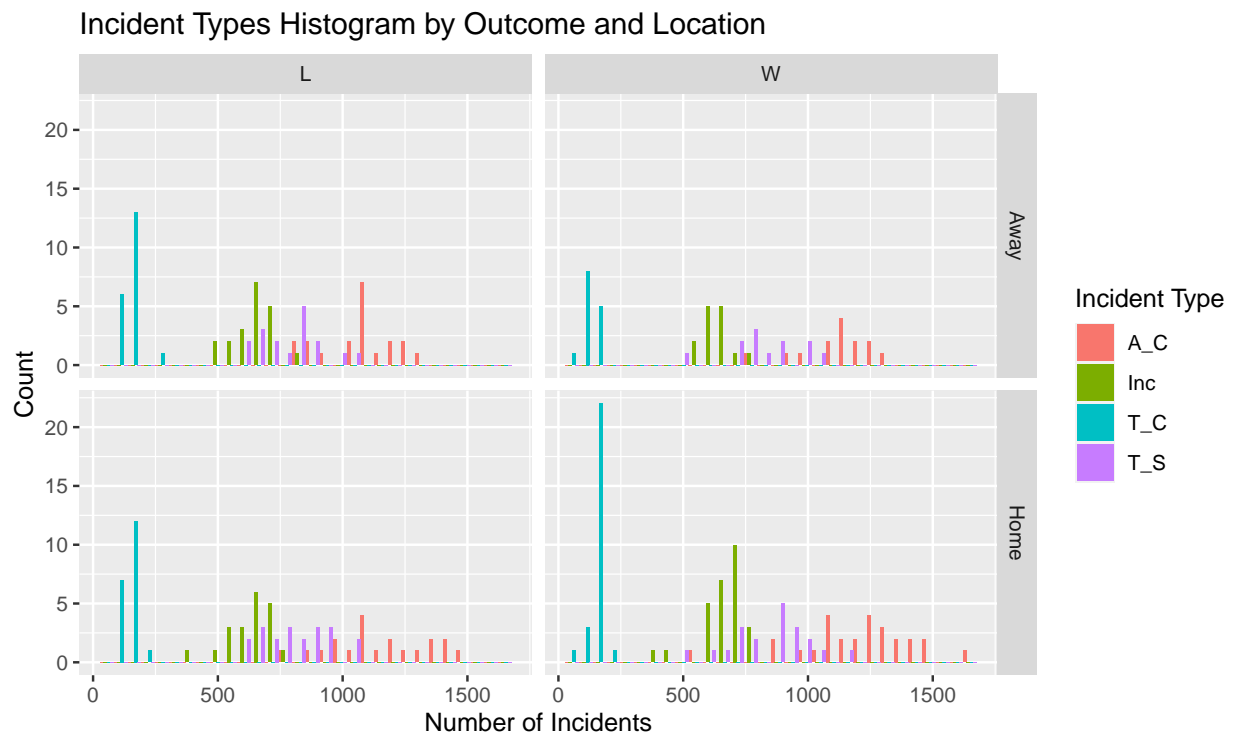 Incident Types Histogram by Outcome and Location
L
W
20
15
10
5
0
Away
20
15
10
5
0
Home
0
500
1000
1500
0
500
1000
1500
Number of Incidents
Count
Incident Type
A_C
Inc
T_C
T_S